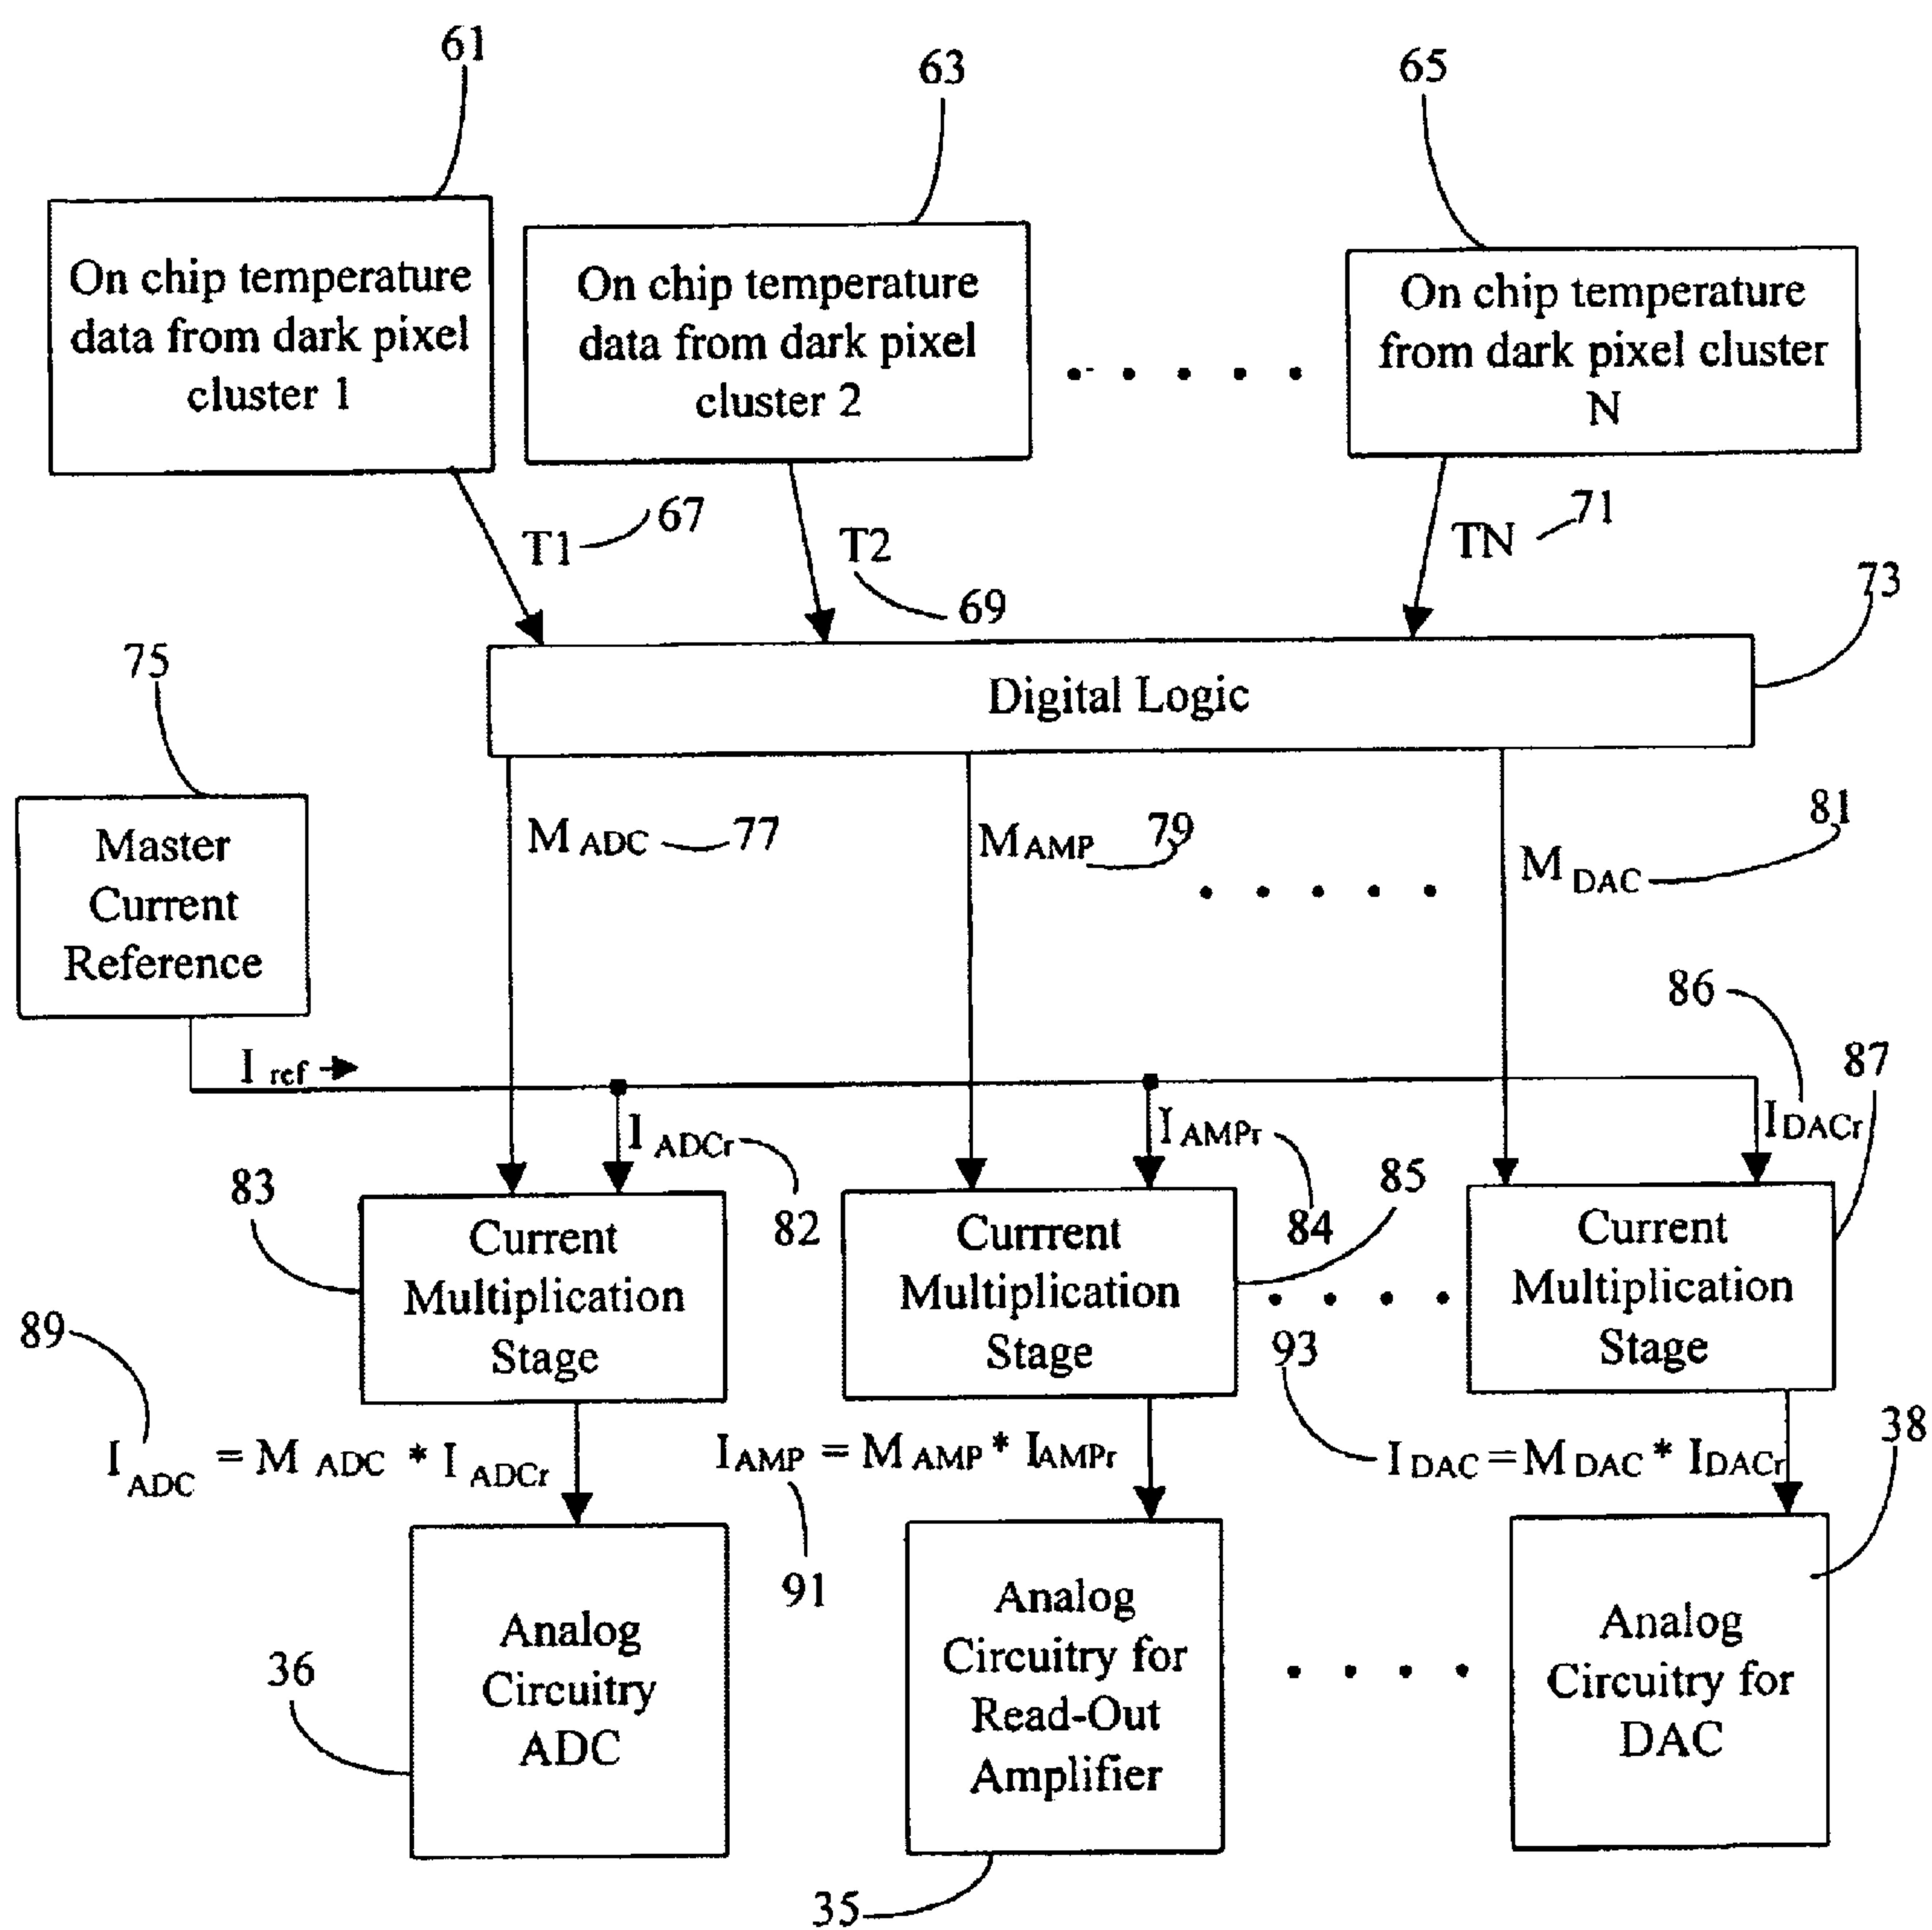 61
63
65
On chip temperature
data from dark pixel
cluster 1
On chip temperature
data from dark pixel
cluster 2
On chip temperature
from dark pixel cluster
N
T1
67
T2
69
TN
71
73
Digital Logic
75
Master
Current
Reference
M ADC
77
M AMP
79
M DAC
81
I ref
I ADCr
82
I AMPr
84
I DACr
86
87
83
85
Current
Multiplication
Stage
Currrent
Multiplication
Stage
Current
Multiplication
Stage
89
93
38
I ADC = M ADC * I ADCr
I AMP = M AMP * I AMPr
I DAC = M DAC * I DACr
91
36
Analog
Circuitry
ADC
Analog
Circuitry for
Read-Out
Amplifier
Analog
Circuitry for
DAC
35